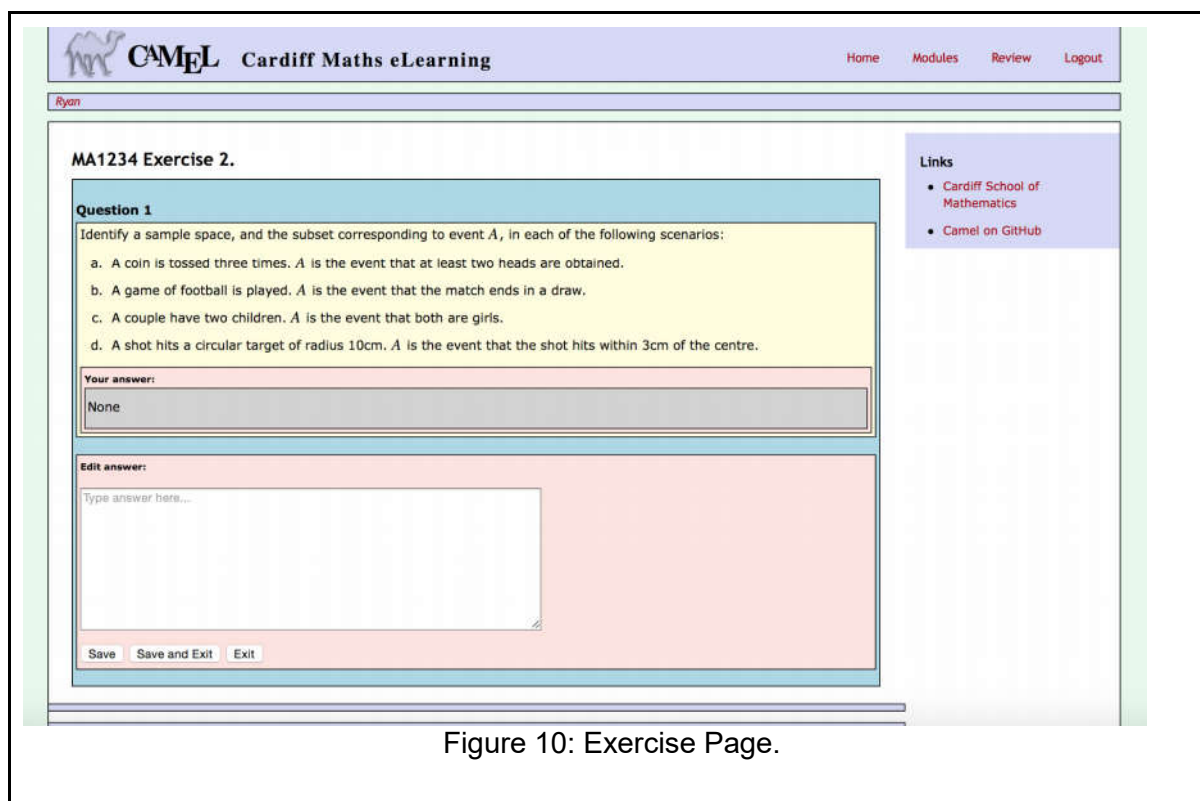 CAMEL Cardiff Maths eLearning
Home Modules Review Logout
Ryan
MA1234 Exercise 2.
Question 1
Identify a sample space, and the subset corresponding to event A, in each of the following scenarios:
a. A coin is tossed three times. A is the event that at least two heads are obtained.
b. A game of football is played. A is the event that the match ends in a draw.
c. A couple have two children. A is the event that both are girls.
d. A shot hits a circular target of radius 10cm. A is the event that the shot hits within 3cm of the centre.
Your answer:
None
Edit answer:
Type answer here...
Save Save and Exit Exit
Links
• Cardiff School of
Mathematics
• Camel on GitHub
Figure 10: Exercise Page.